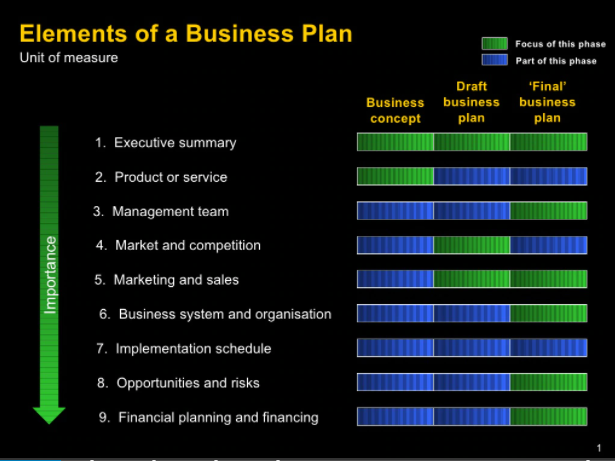 Elements of a Business Plan
Unit of measure
Focus of this phase
Part of this phase
Business
concept
Draft
business
plan
‘Final’
business
plan
Importance
1. Executive summary
2. Product or service
3. Management team
4. Market and competition
5. Marketing and sales
6. Business system and organisation
7. Implementation schedule
8. Opportunities and risks
9. Financial planning and financing
1